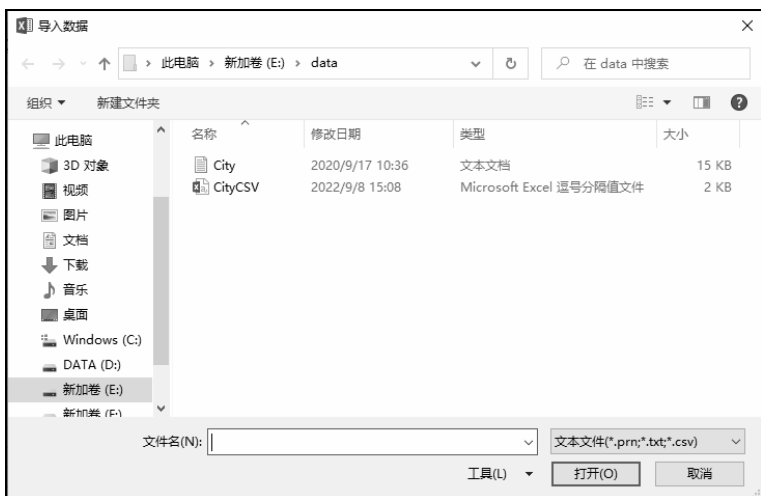 导入数据
此电脑 › 新加卷 (E:) › data
在 data 中搜索
组织 新建文件夹
名称 修改日期 类型 大小
City 2020/9/17 10:36 文本文档 15 KB
CityCSV 2022/9/8 15:08 Microsoft Excel 逗号分隔值文件 2 KB
此电脑
3D 对象
视频
图片
文档
下载
音乐
桌面
Windows (C:)
DATA (D:)
新加卷 (E:)
新加卷 (E:)
文件名(N):
文本文件(*.prn;*.txt;*.csv)
工具(L) 打开(O) 取消